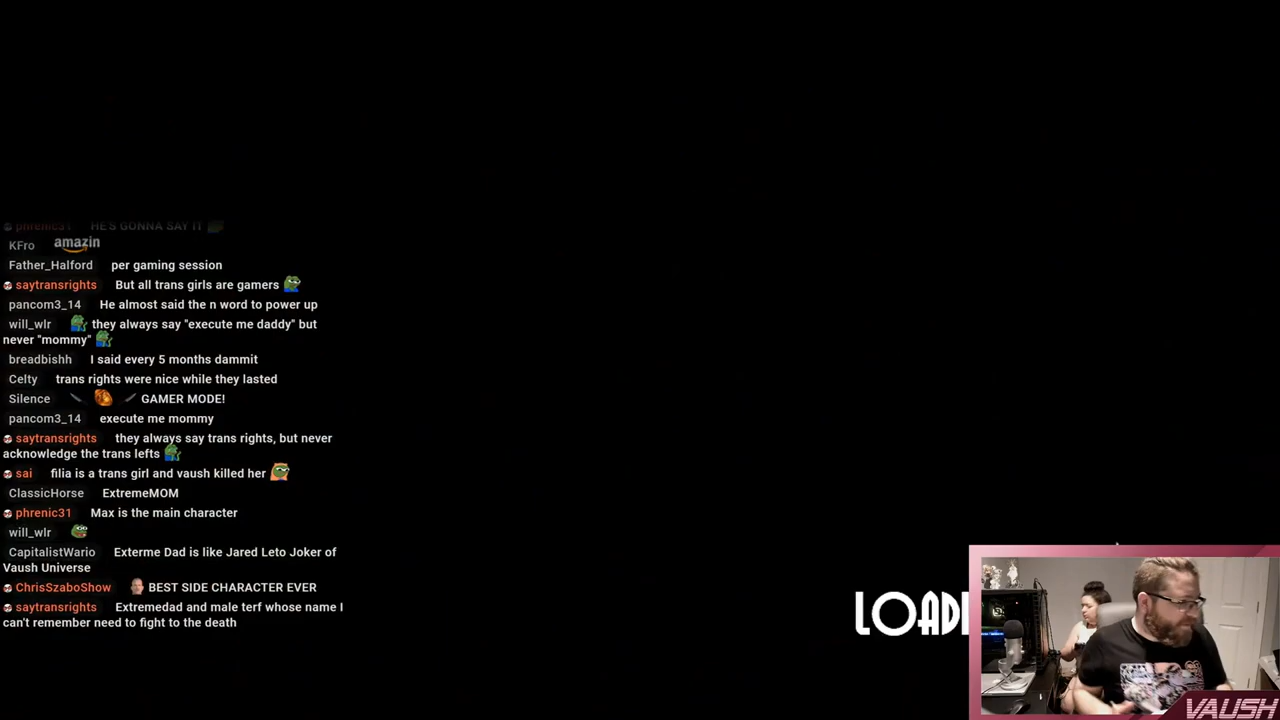 phrenic31 HE'S GONNA SAY IT
KFro amazin
Father_Halford per gaming session
saytransrights But all trans girls are gamers
pancom3_14 He almost said the n word to power up
will_wlr they always say "execute me daddy" but
never "mommy"
breadbishh I said every 5 months dammit
Celty trans rights were nice while they lasted
Silence GAMER MODE!
pancom3_14 execute me mommy
saytransrights they always say trans rights, but never
acknowledge the trans lefts
sai filia is a trans girl and vaush killed her
ClassicHorse ExtremeMOM
phrenic31 Max is the main character
will_wlr
CapitalistWario Exterme Dad is like Jared Leto Joker of
Vaush Universe
ChrisSzaboShow BEST SIDE CHARACTER EVER
saytransrights Extremedad and male terf whose name I
can't remember need to fight to the death
LOADI
VAUSH